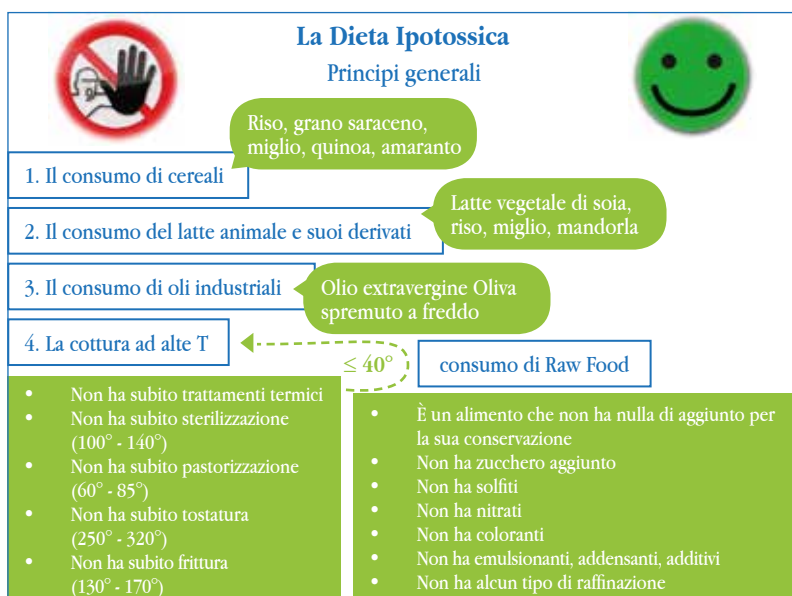 La Dieta Ipotossica
Principi generali
Riso, grano saraceno,
miglio, quinoa, amaranto
1. Il consumo di cereali
Latte vegetale di soia,
riso, miglio, mandorla
2. Il consumo del latte animale e suoi derivati
3. Il consumo di oli industriali
Olio extravergine Oliva
spremuto a freddo
4. La cottura ad alte T
≤ 40°
consumo di Raw Food
• Non ha subito trattamenti termici
• Non ha subito sterilizzazione
(100° - 140°)
• Non ha subito pastorizzazione
(60° - 85°)
• Non ha subito tostatura
(250° - 320°)
• Non ha subito frittura
(130° - 170°)
• È un alimento che non ha nulla di aggiunto per
la sua conservazione
• Non ha zucchero aggiunto
• Non ha solfiti
• Non ha nitrati
• Non ha coloranti
• Non ha emulsionanti, addensanti, additivi
• Non ha alcun tipo di raffinazione